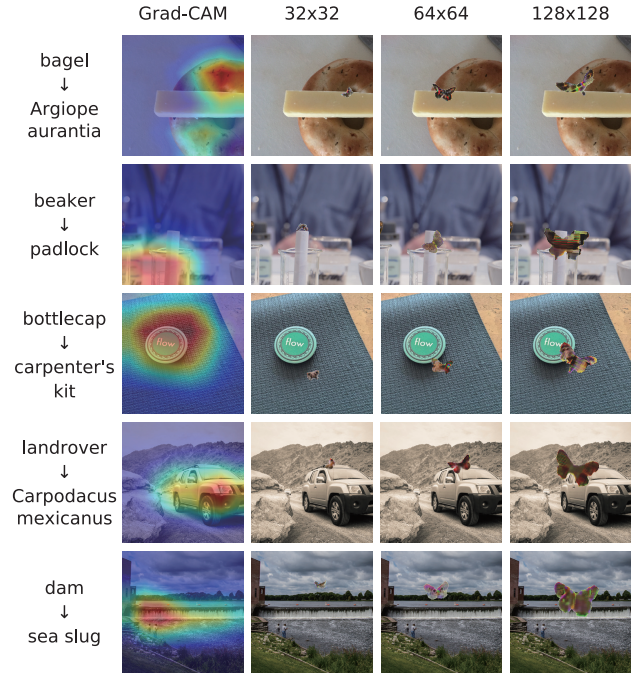 Grad-CAM 32x32 64x64 128x128
bagel
↓
Argiope
aurantia
beaker
↓
padlock
bottlecap
↓
carpenter's
kit
flow
flow
flow
flow
landrover
↓
Carpodacus
mexicanus
dam
↓
sea slug